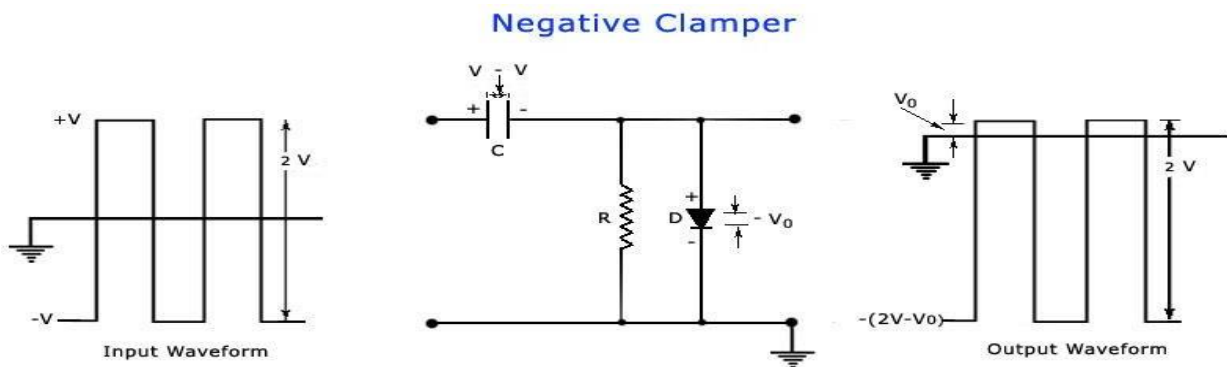 Negative Clamper
V - V
+ -
C
+V
2 V
-V
Input Waveform
R
D
+
-
- V₀
V₀
2 V
-(2V-V₀)
Output Waveform